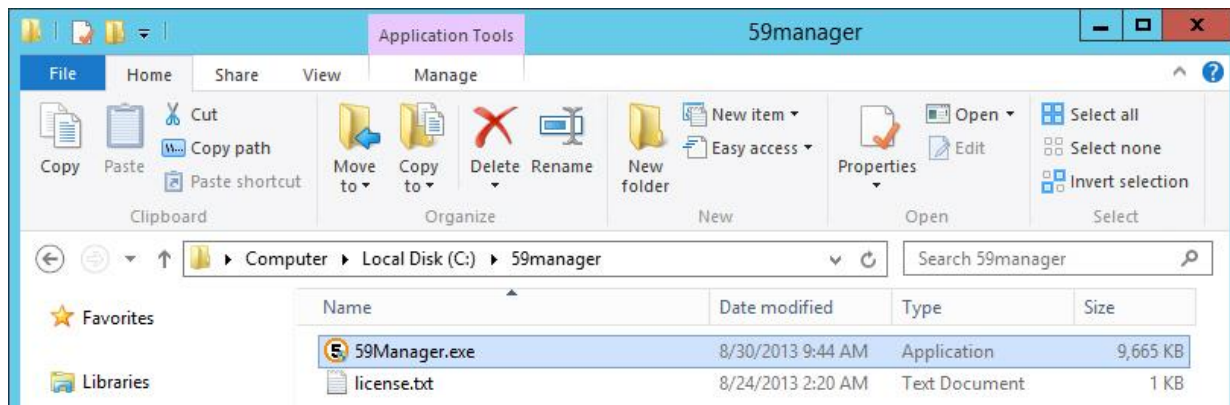 Application Tools
59manager
File Home Share View Manage
Copy
Paste
Cut
Copy path
Paste shortcut
Move to
Copy to
Delete
Rename
New folder
New item
Easy access
Properties
Open
Edit
Select all
Select none
Invert selection
Clipboard Organize New Open Select
Computer Local Disk (C:) 59manager Search 59manager
Favorites
Libraries
Name Date modified Type Size
59Manager.exe 8/30/2013 9:44 AM Application 9,665 KB
license.txt 8/24/2013 2:20 AM Text Document 1 KB